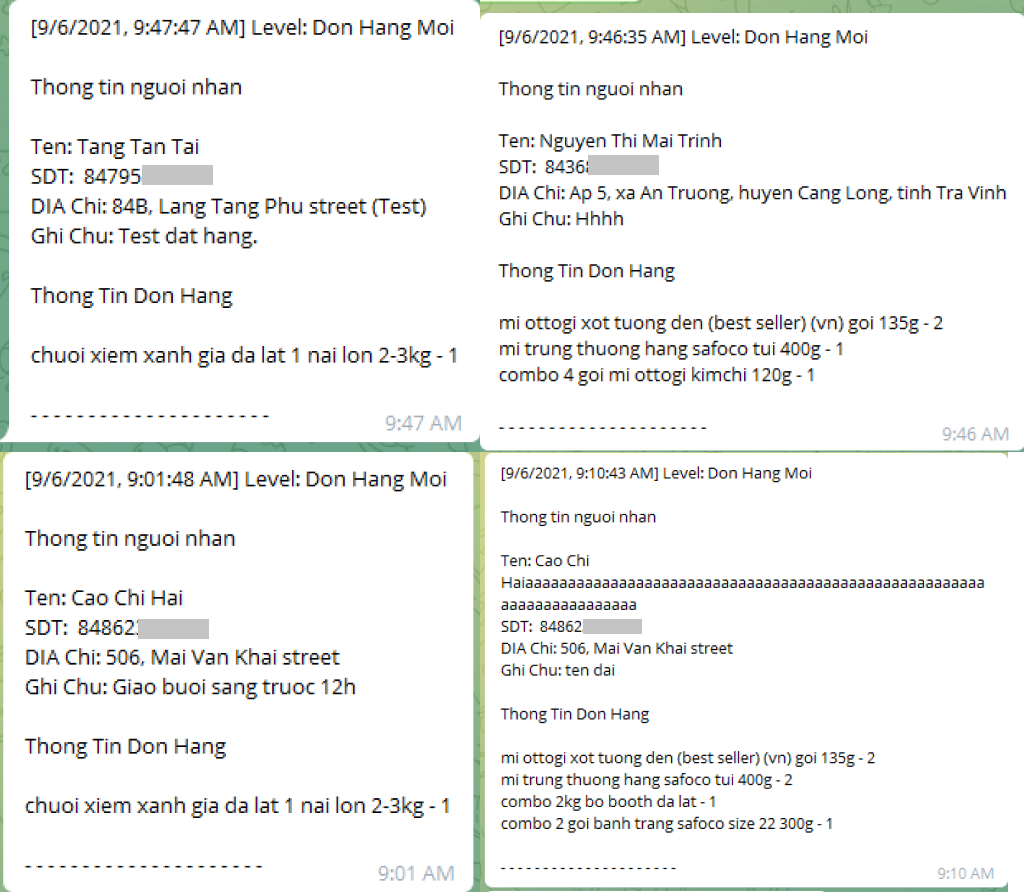 [9/6/2021, 9:47:47 AM] Level: Don Hang Moi
Thong tin nguoi nhan
Ten: Tang Tan Tai
SDT: 84795
DIA Chi: 84B, Lang Tang Phu street (Test)
Ghi Chu: Test dat hang.
Thong Tin Don Hang
chuoi xiem xanh gia da lat 1 nai lon 2-3kg - 1
- - - - - - - - - - - - - - - - - - - - -
9:47 AM
[9/6/2021, 9:46:35 AM] Level: Don Hang Moi
Thong tin nguoi nhan
Ten: Nguyen Thi Mai Trinh
SDT: 8436
DIA Chi: Ap 5, xa An Truong, huyen Cang Long, tinh Tra Vinh
Ghi Chu: Hhhh
Thong Tin Don Hang
mi ottogi xot tuong den (best seller) (vn) goi 135g - 2
mi trung thuong hang safoco tui 400g - 1
combo 4 goi mi ottogi kimchi 120g - 1
- - - - - - - - - - - - - - - - - - - - -
9:46 AM
[9/6/2021, 9:01:48 AM] Level: Don Hang Moi
Thong tin nguoi nhan
Ten: Cao Chi Hai
SDT: 84862
DIA Chi: 506, Mai Van Khai street
Ghi Chu: Giao buoi sang truoc 12h
Thong Tin Don Hang
chuoi xiem xanh gia da lat 1 nai lon 2-3kg - 1
- - - - - - - - - - - - - - - - - - - - -
9:01 AM
[9/6/2021, 9:10:43 AM] Level: Don Hang Moi
Thong tin nguoi nhan
Ten: Cao Chi
Haiaaaaaaaaaaaaaaaaaaaaaaaaaaaaaaaaaaaaaaaaaaaaaaaaaaaaaa
aaaaaaaaaaaaaaaa
SDT: 84862
DIA Chi: 506, Mai Van Khai street
Ghi Chu: ten dai
Thong Tin Don Hang
mi ottogi xot tuong den (best seller) (vn) goi 135g - 2
mi trung thuong hang safoco tui 400g - 2
combo 2kg bo booth da lat - 1
combo 2 goi banh trang safoco size 22 300g - 1
- - - - - - - - - - - - - - - - - - - - -
9:10 AM